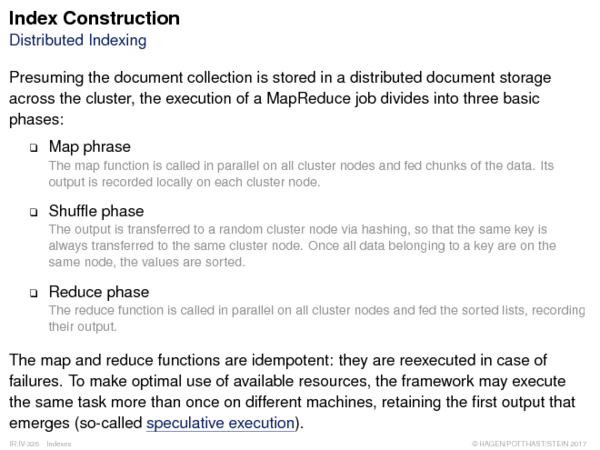 Index Construction
Distributed Indexing
Presuming the document collection is stored in a distributed document storage
across the cluster, the execution of a MapReduce job divides into three basic
phases:
❑ Map phrase
The map function is called in parallel on all cluster nodes and fed chunks of the data. Its
output is recorded locally on each cluster node.
❑ Shuffle phase
The output is transferred to a random cluster node via hashing, so that the same key is
always transferred to the same cluster node. Once all data belonging to a key are on the
same node, the values are sorted.
❑ Reduce phase
The reduce function is called in parallel on all cluster nodes and fed the sorted lists, recording
their output.
The map and reduce functions are idempotent: they are reexecuted in case of
failures. To make optimal use of available resources, the framework may execute
the same task more than once on different machines, retaining the first output that
emerges (so-called speculative execution).
IR:IV-326 Indexes © HAGEN/POTTHAST/STEIN 2017